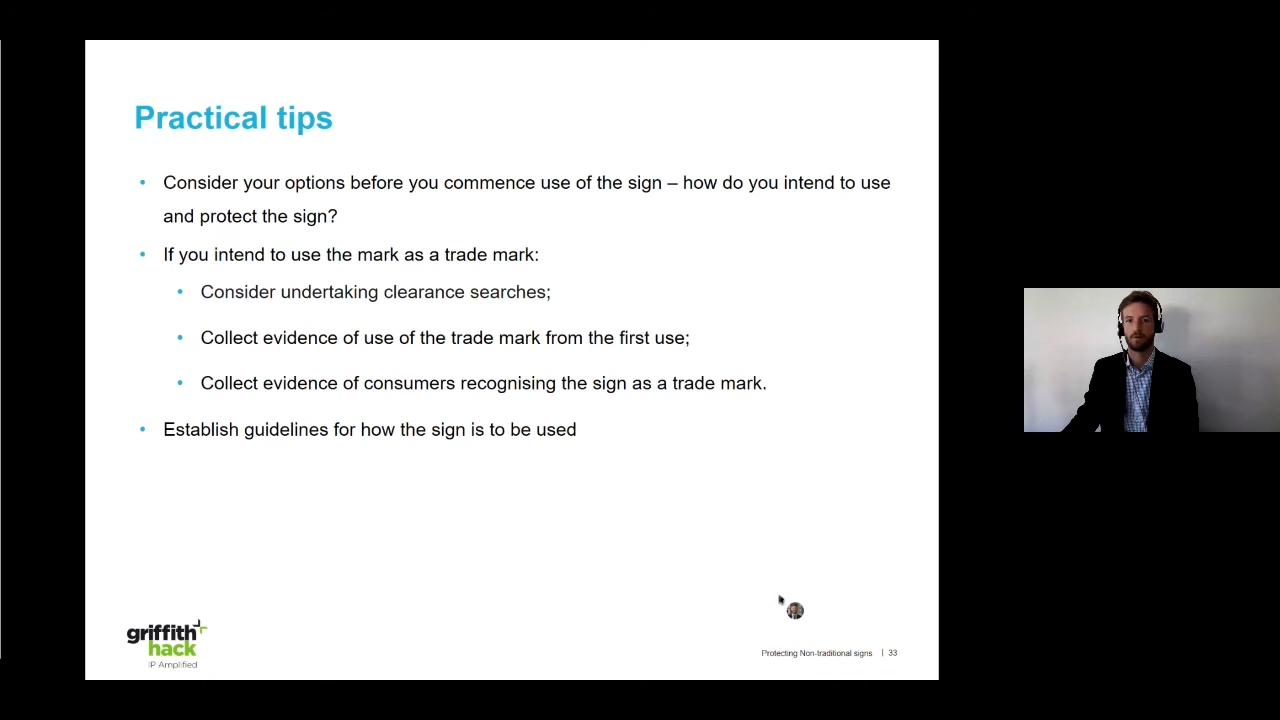 Practical tips
• Consider your options before you commence use of the sign – how do you intend to use
and protect the sign?
• If you intend to use the mark as a trade mark:
• Consider undertaking clearance searches;
• Collect evidence of use of the trade mark from the first use;
• Collect evidence of consumers recognising the sign as a trade mark.
• Establish guidelines for how the sign is to be used
griffith
hack
IP Amplified
Protecting Non-traditional signs | 33